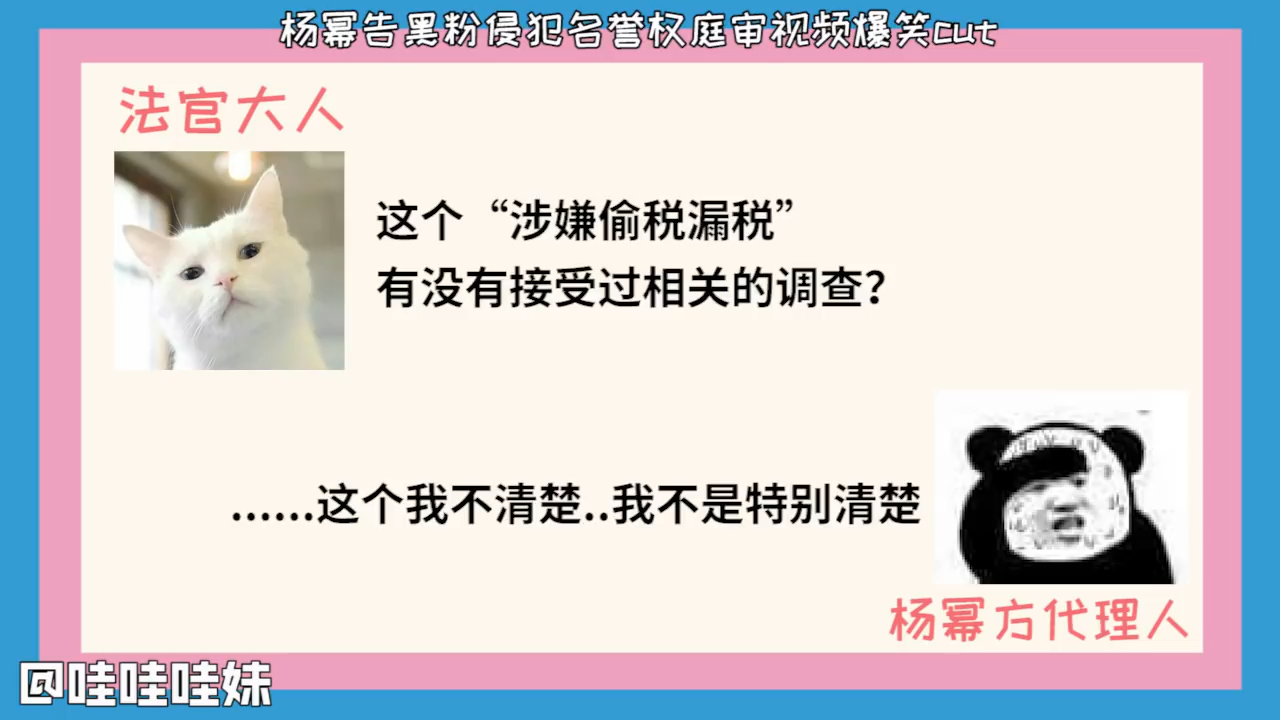 杨幂告黑粉侵犯名誉权庭审视频爆笑cut
法官大人
这个“涉嫌偷税漏税”
有没有接受过相关的调查?
......这个我不清楚..我不是特别清楚
杨幂方代理人
@哇哇哇妹